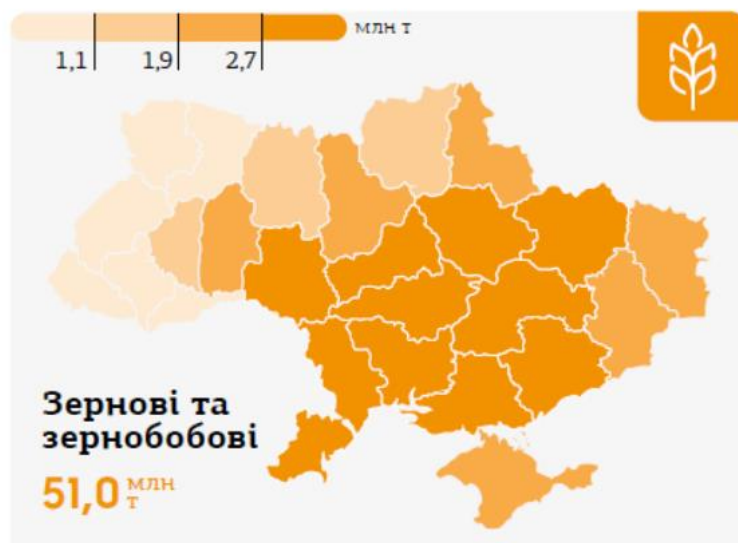 млн т
1,1 1,9 2,7
Зернові та
зернобобові
51,0 млн
т